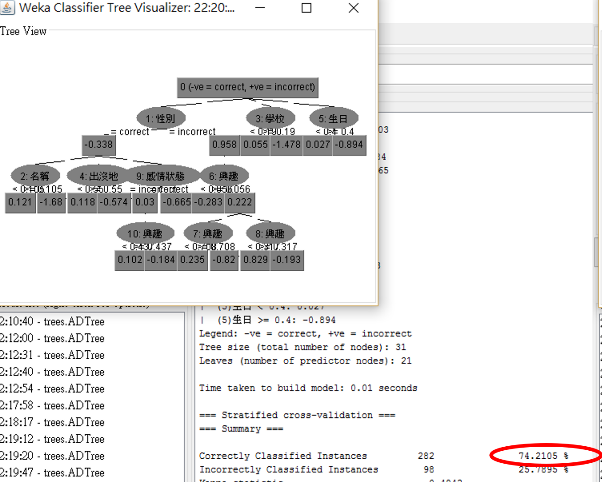 Weka Classifier Tree Visualizer: 22:20:...
Tree View
0 (-ve = correct, +ve = incorrect)
1: 性別 3: 學校 5: 生日
= correct = incorrect
-0.338 0.958 0.055 -1.478 0.027 -0.894
2: 名稱 4: 出沒地 9: 感情狀態 6: 興趣
0.121 -1.68 0.118 -0.574 0.03 -0.665 -0.283 0.222
10: 興趣 7: 興趣 8: 興趣
0.102 -0.184 0.235 -0.82 0.829 -0.193
| (5)生日 < 0.4: 0.027
| (5)生日 >= 0.4: -0.894
Legend: -ve = correct, +ve = incorrect
Tree size (total number of nodes): 31
Leaves (number of predictor nodes): 21
Time taken to build model: 0.01 seconds
=== Stratified cross-validation ===
=== Summary ===
Correctly Classified Instances 282 74.2105 %
Incorrectly Classified Instances 98 25.7895 %
2:10:40 - trees.ADTree
2:12:00 - trees.ADTree
2:12:31 - trees.ADTree
2:12:40 - trees.ADTree
2:12:54 - trees.ADTree
2:17:58 - trees.ADTree
2:18:17 - trees.ADTree
2:19:12 - trees.ADTree
2:19:20 - trees.ADTree
2:19:47 - trees.ADTree